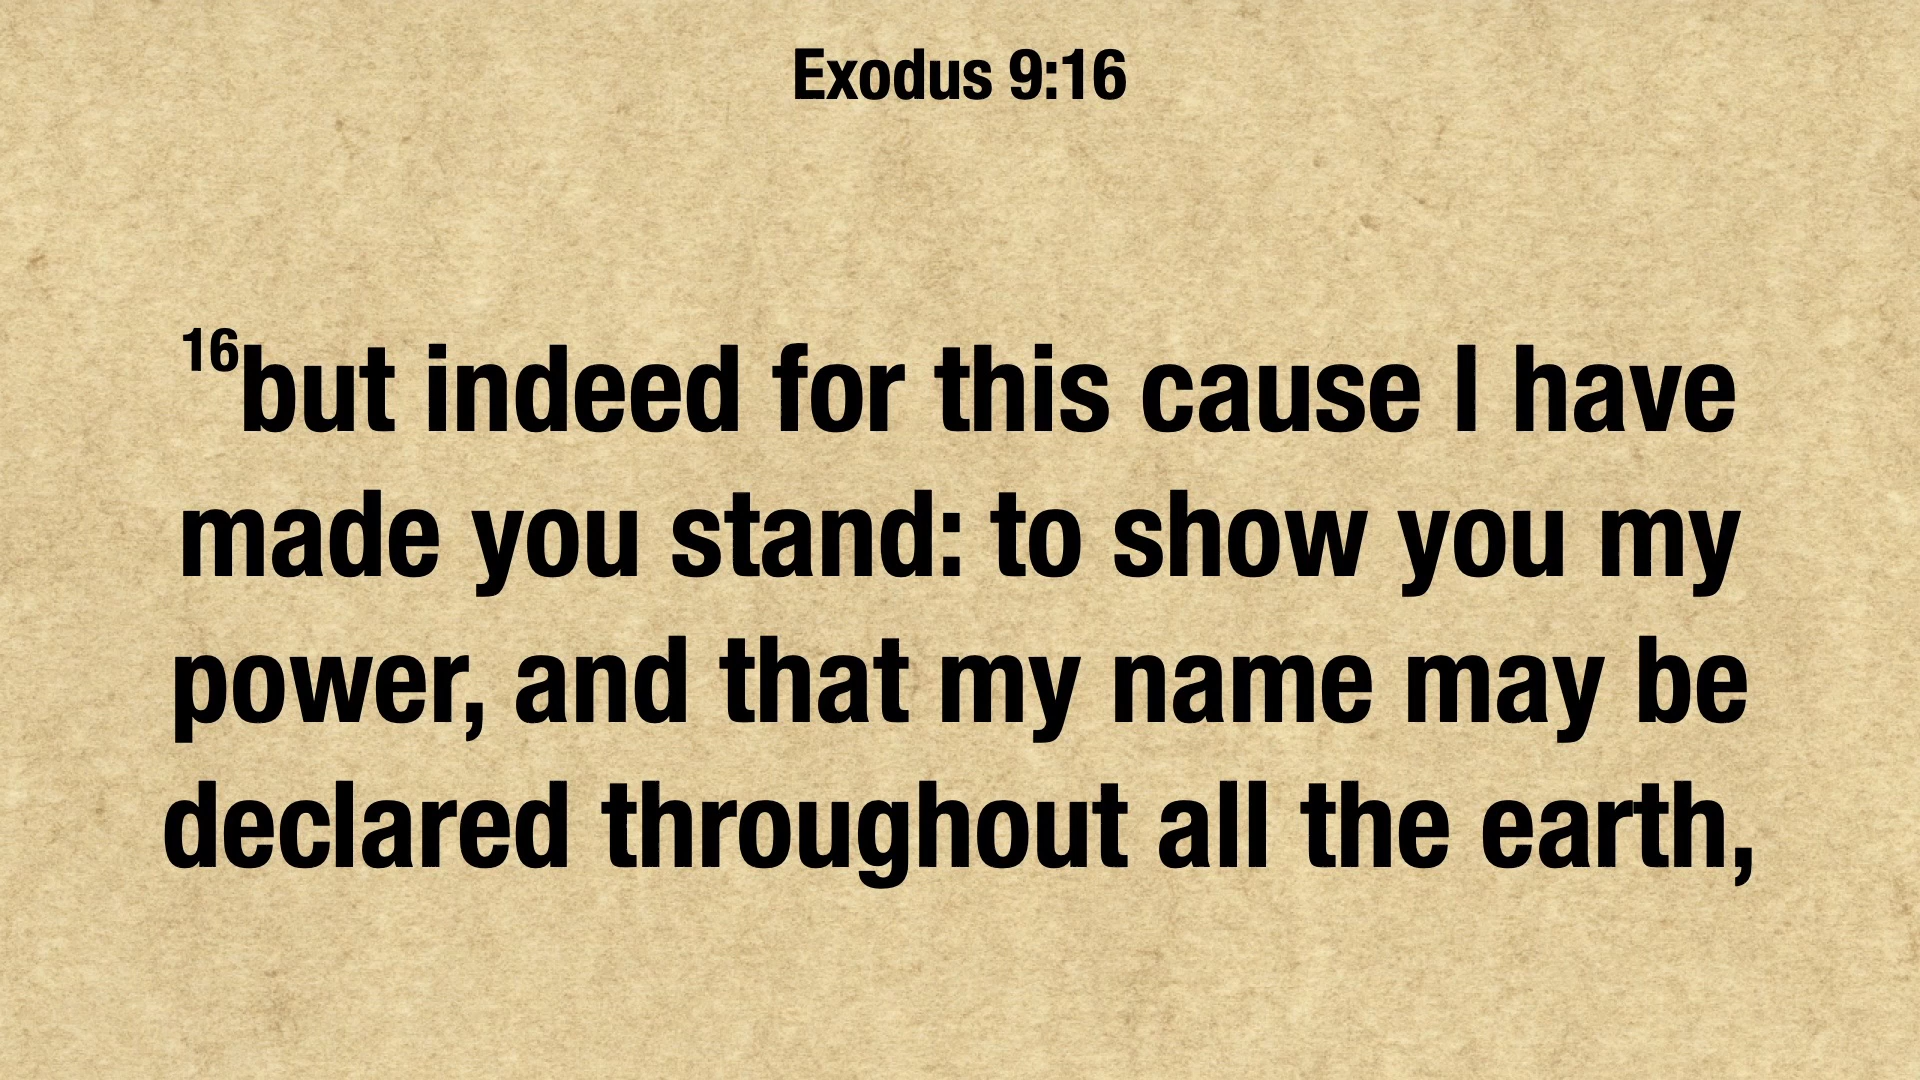 Exodus 9:16
16but indeed for this cause I have
made you stand: to show you my
power, and that my name may be
declared throughout all the earth,